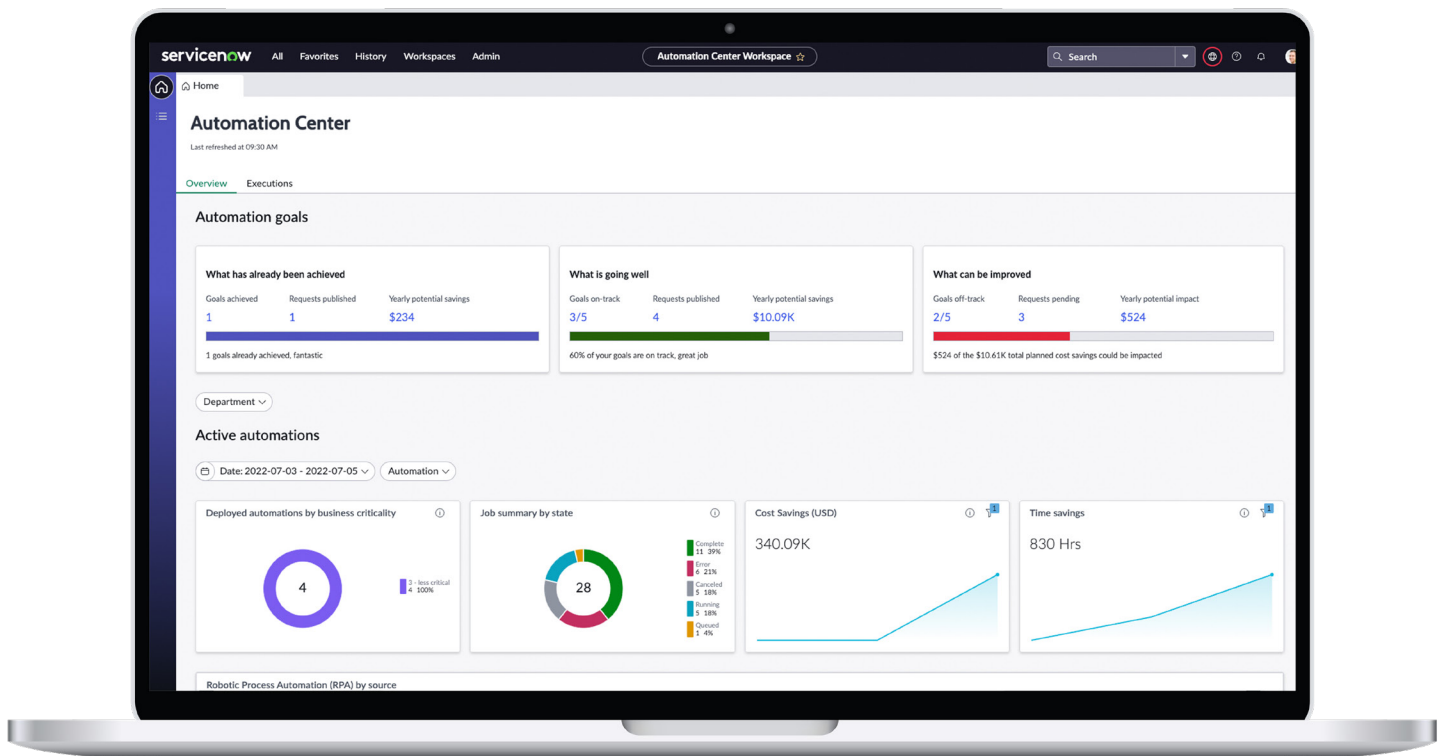 servicenow All Favorites History Workspaces Admin Automation Center Workspace Search
Home
Automation Center
Last refreshed at 09:30 AM
Overview Executions
Automation goals
What has already been achieved
Goals achieved Requests published Yearly potential savings
1 1 $234
1 goals already achieved, fantastic
What is going well
Goals on-track Requests published Yearly potential savings
3/5 4 $10.09K
60% of your goals are on track, great job
What can be improved
Goals off-track Requests pending Yearly potential impact
2/5 3 $524
$524 of the $10.61K total planned cost savings could be impacted
Department
Active automations
Date: 2022-07-03 - 2022-07-05 Automation
Deployed automations by business criticality
4
3 - less critical
4 100%
Job summary by state
28
Complete
11 39%
Error
6 21%
Canceled
5 18%
Running
5 18%
Queued
1 4%
Cost Savings (USD) 1
340.09K
Time savings 1
830 Hrs
Robotic Process Automation (RPA) by source